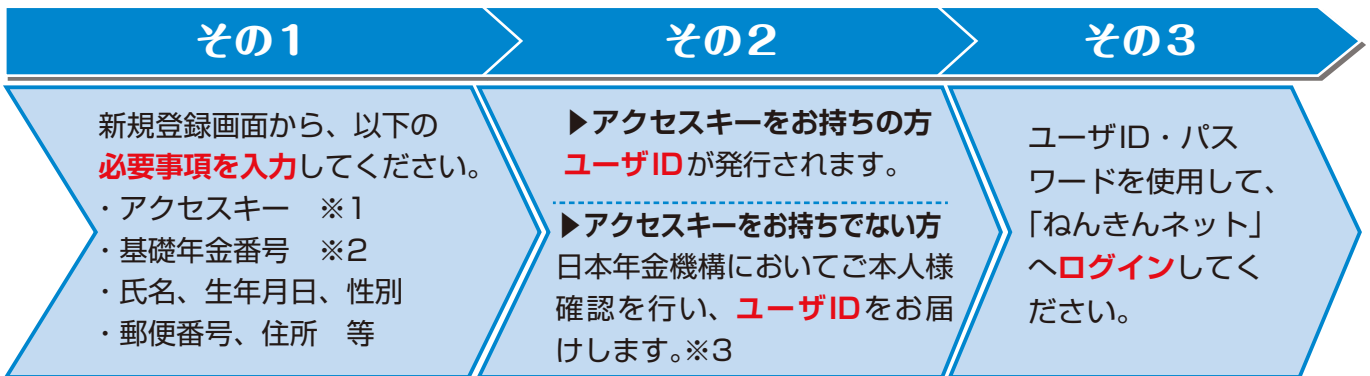 その1
新規登録画面から、以下の
必要事項を入力してください。
・アクセスキー　※1
・基礎年金番号　※2
・氏名、生年月日、性別
・郵便番号、住所　等
その2
▶アクセスキーをお持ちの方
ユーザIDが発行されます。
▶アクセスキーをお持ちでない方
日本年金機構においてご本人様
確認を行い、ユーザIDをお届
けします。※3
その3
ユーザID・パス
ワードを使用して、
「ねんきんネット」
へログインしてく
ださい。